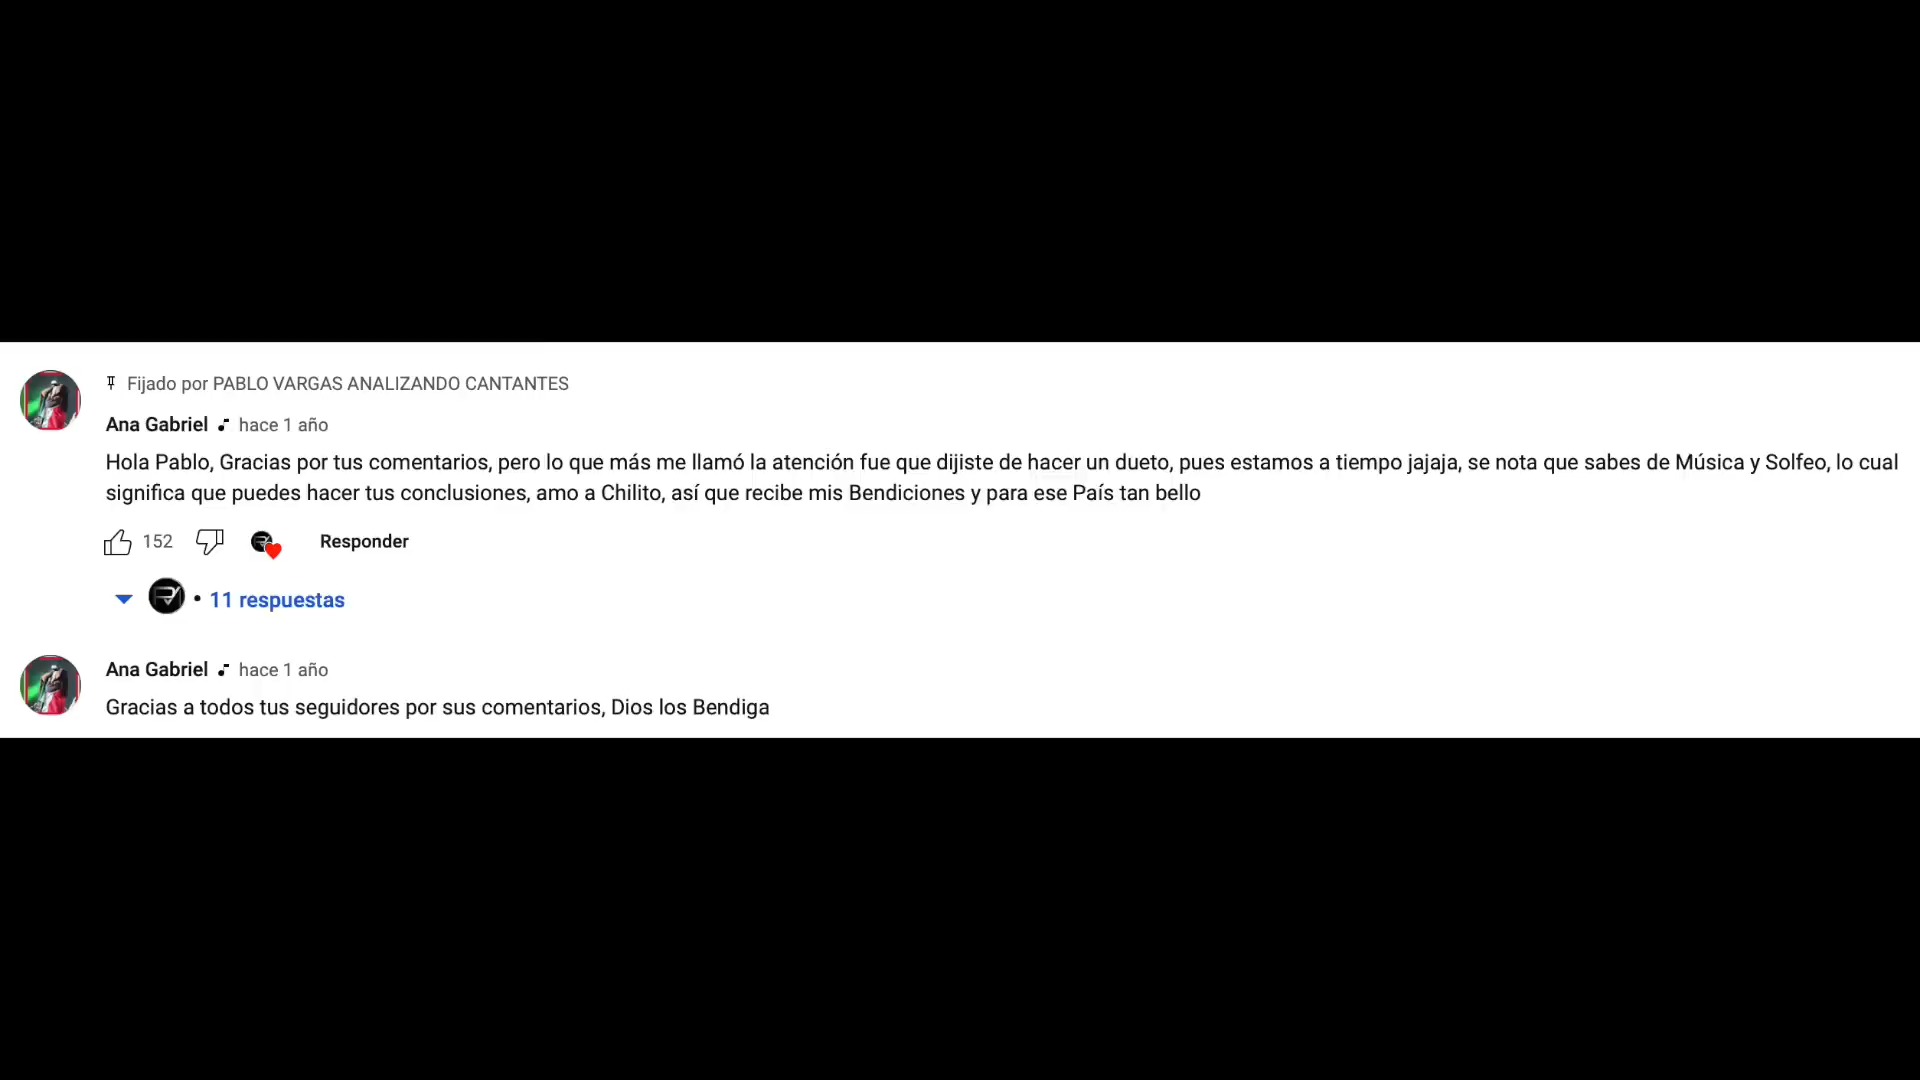 Fijado por PABLO VARGAS ANALIZANDO CANTANTES
Ana Gabriel hace 1 año
Hola Pablo, Gracias por tus comentarios, pero lo que más me llamó la atención fue que dijiste de hacer un dueto, pues estamos a tiempo jajaja, se nota que sabes de Música y Solfeo, lo cual
significa que puedes hacer tus conclusiones, amo a Chilito, así que recibe mis Bendiciones y para ese País tan bello
152 Responder
• 11 respuestas
Ana Gabriel hace 1 año
Gracias a todos tus seguidores por sus comentarios, Dios los Bendiga